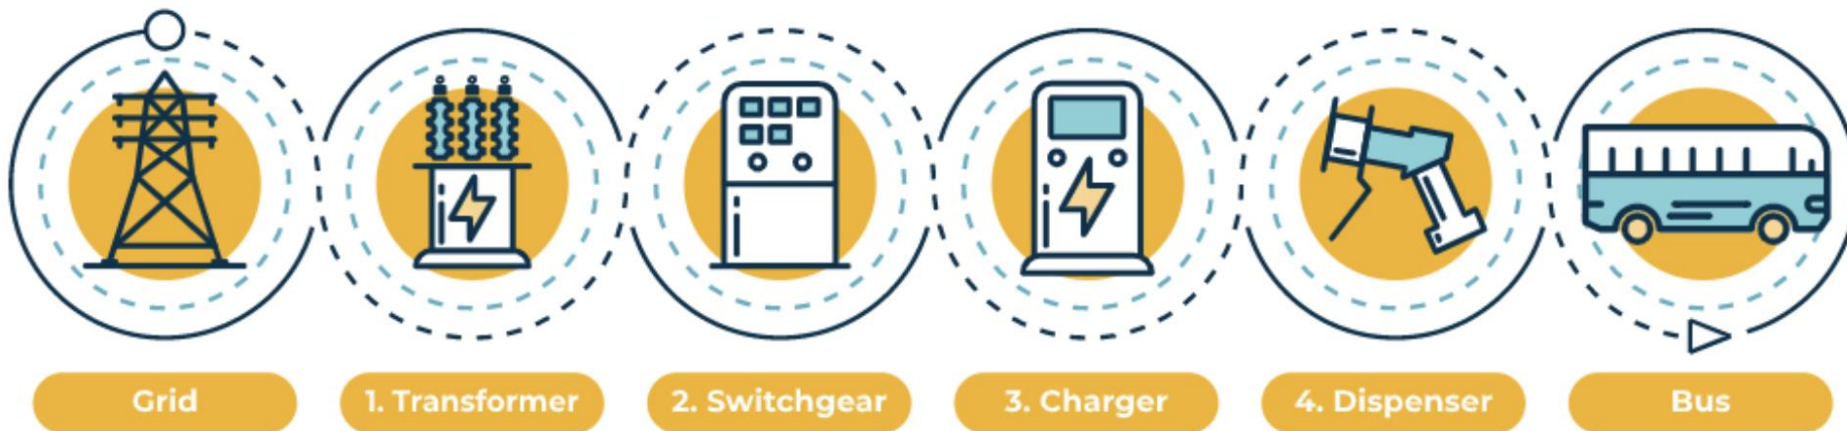 Grid
1. Transformer
2. Switchgear
3. Charger
4. Dispenser
Bus